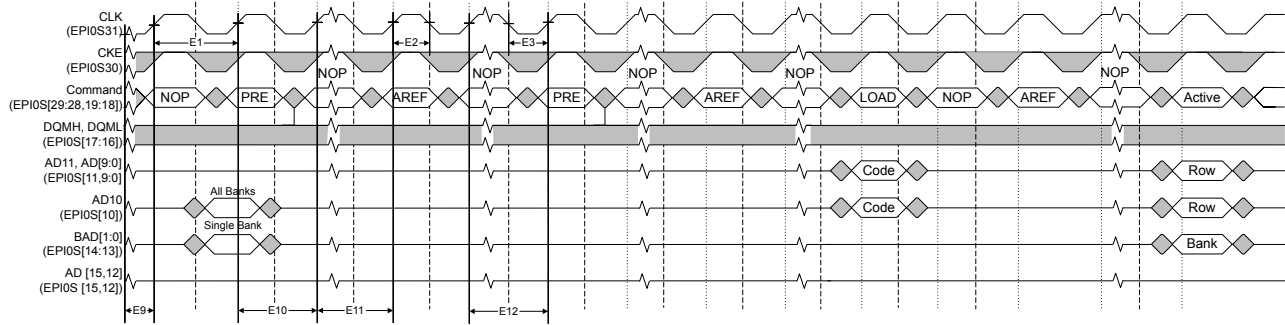 CLK
(EPI0S31)
E1
E2
E3
CKE
(EPI0S30)
NOP
NOP
NOP
NOP
NOP
Command
(EPI0S[29:28,19:18])
NOP
PRE
AREF
PRE
AREF
LOAD
NOP
AREF
Active
DQMH, DQML
(EPI0S[17:16])
AD11, AD[9:0]
(EPI0S[11,9:0]
Code
Row
All Banks
AD10
(EPI0S[10])
Code
Row
Single Bank
BAD[1:0]
(EPI0S[14:13])
Bank
AD [15,12]
(EPI0S [15,12])
E9
E10
E11
E12